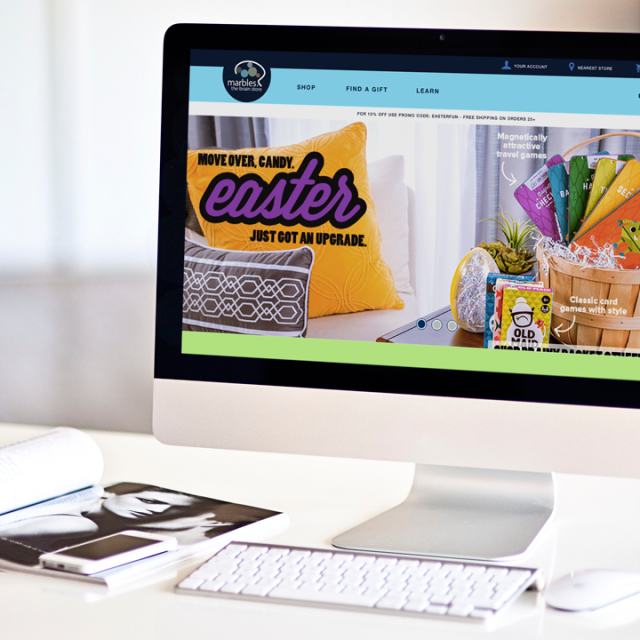 YOUR ACCOUNT
NEAREST STORE
marbles
the brain store
SHOP
FIND A GIFT
LEARN
FOR 10% OFF USE PROMO CODE: EASTERFUN - FREE SHIPPING ON ORDERS 25+
MOVE OVER, CANDY.
easter
JUST GOT AN UPGRADE.
Magnetically
attractive
travel games
Classic card
games with style
OLD
MAID